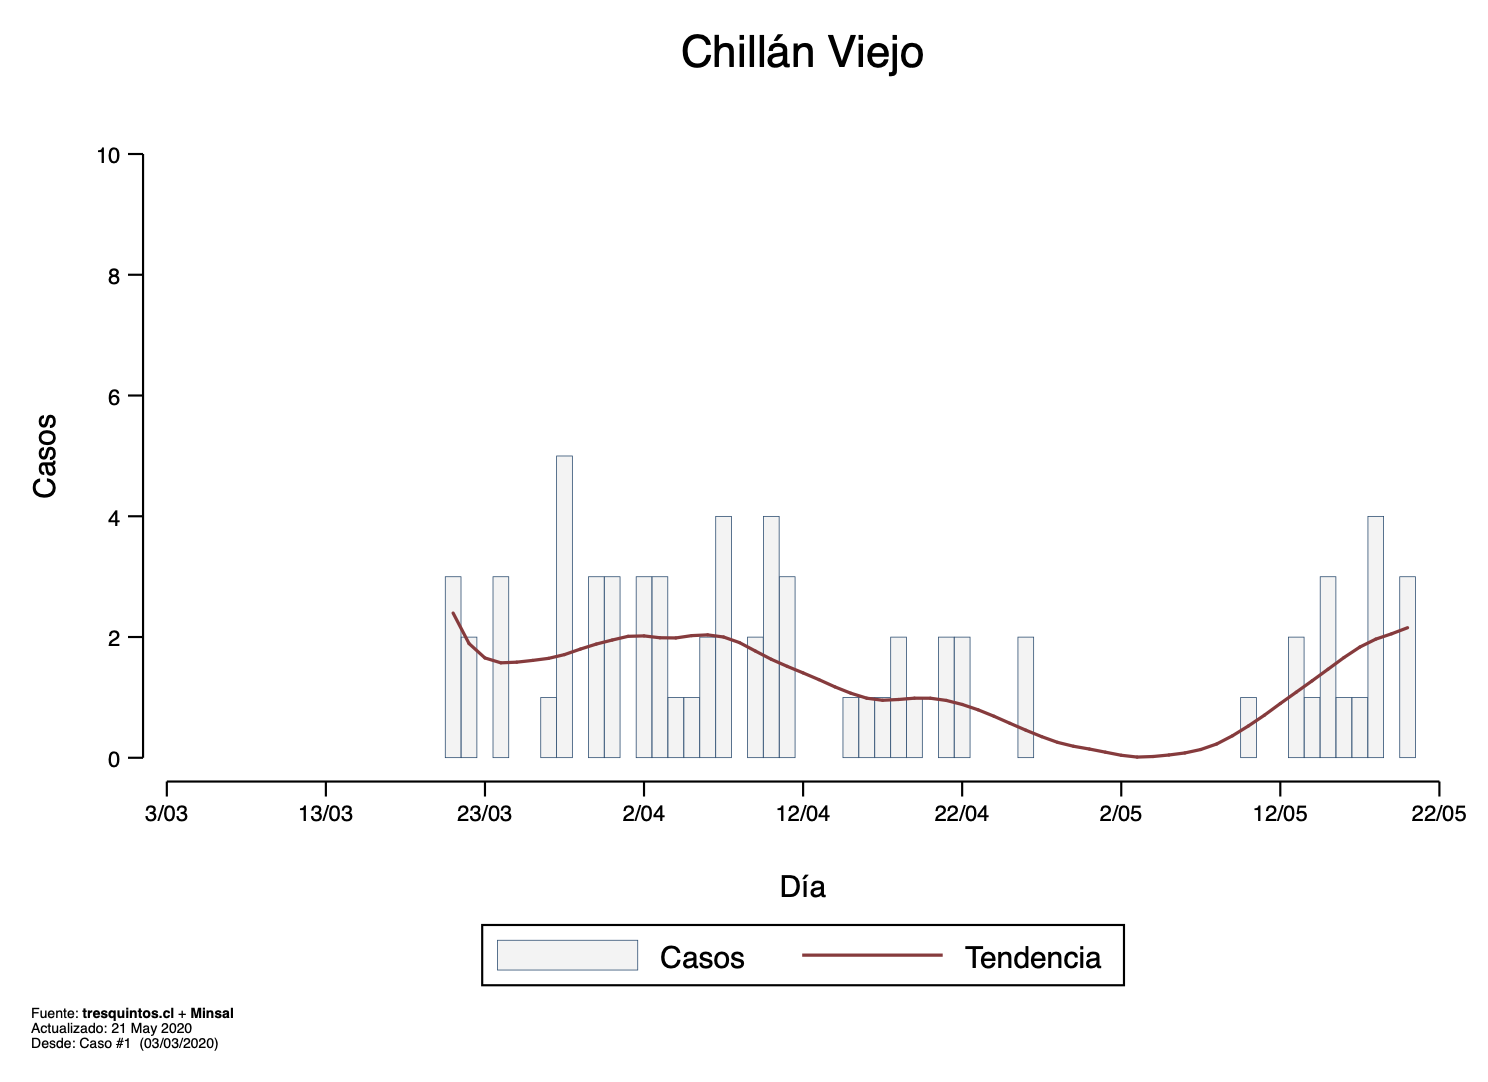 Chillán Viejo
10
8
6
4
2
0
Casos
3/03 13/03 23/03 2/04 12/04 22/04 2/05 12/05 22/05
Día
Casos Tendencia
Fuente: tresquintos.cl + Minsal
Actualizado: 21 May 2020
Desde: Caso #1 (03/03/2020)